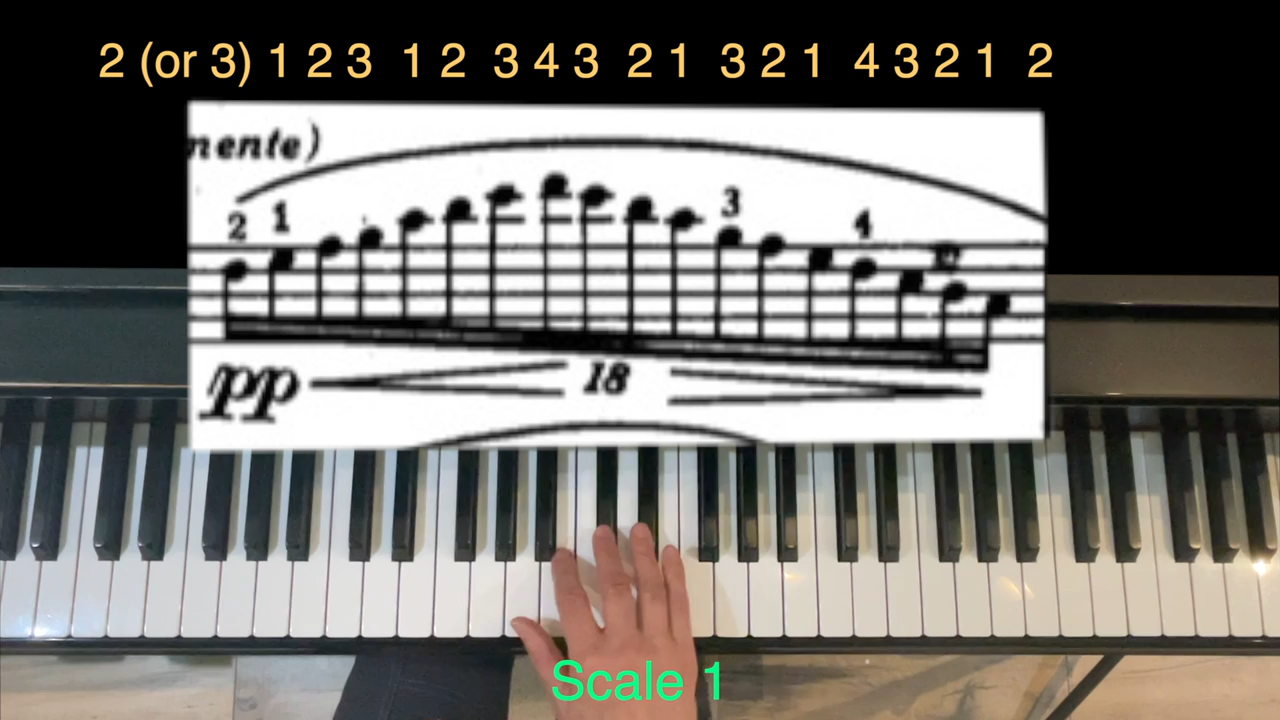 2 (or 3) 1 2 3 1 2 3 4 3 2 1 3 2 1 4 3 2 1 2
nente)
2 1 3 4
pp 18
Scale 1